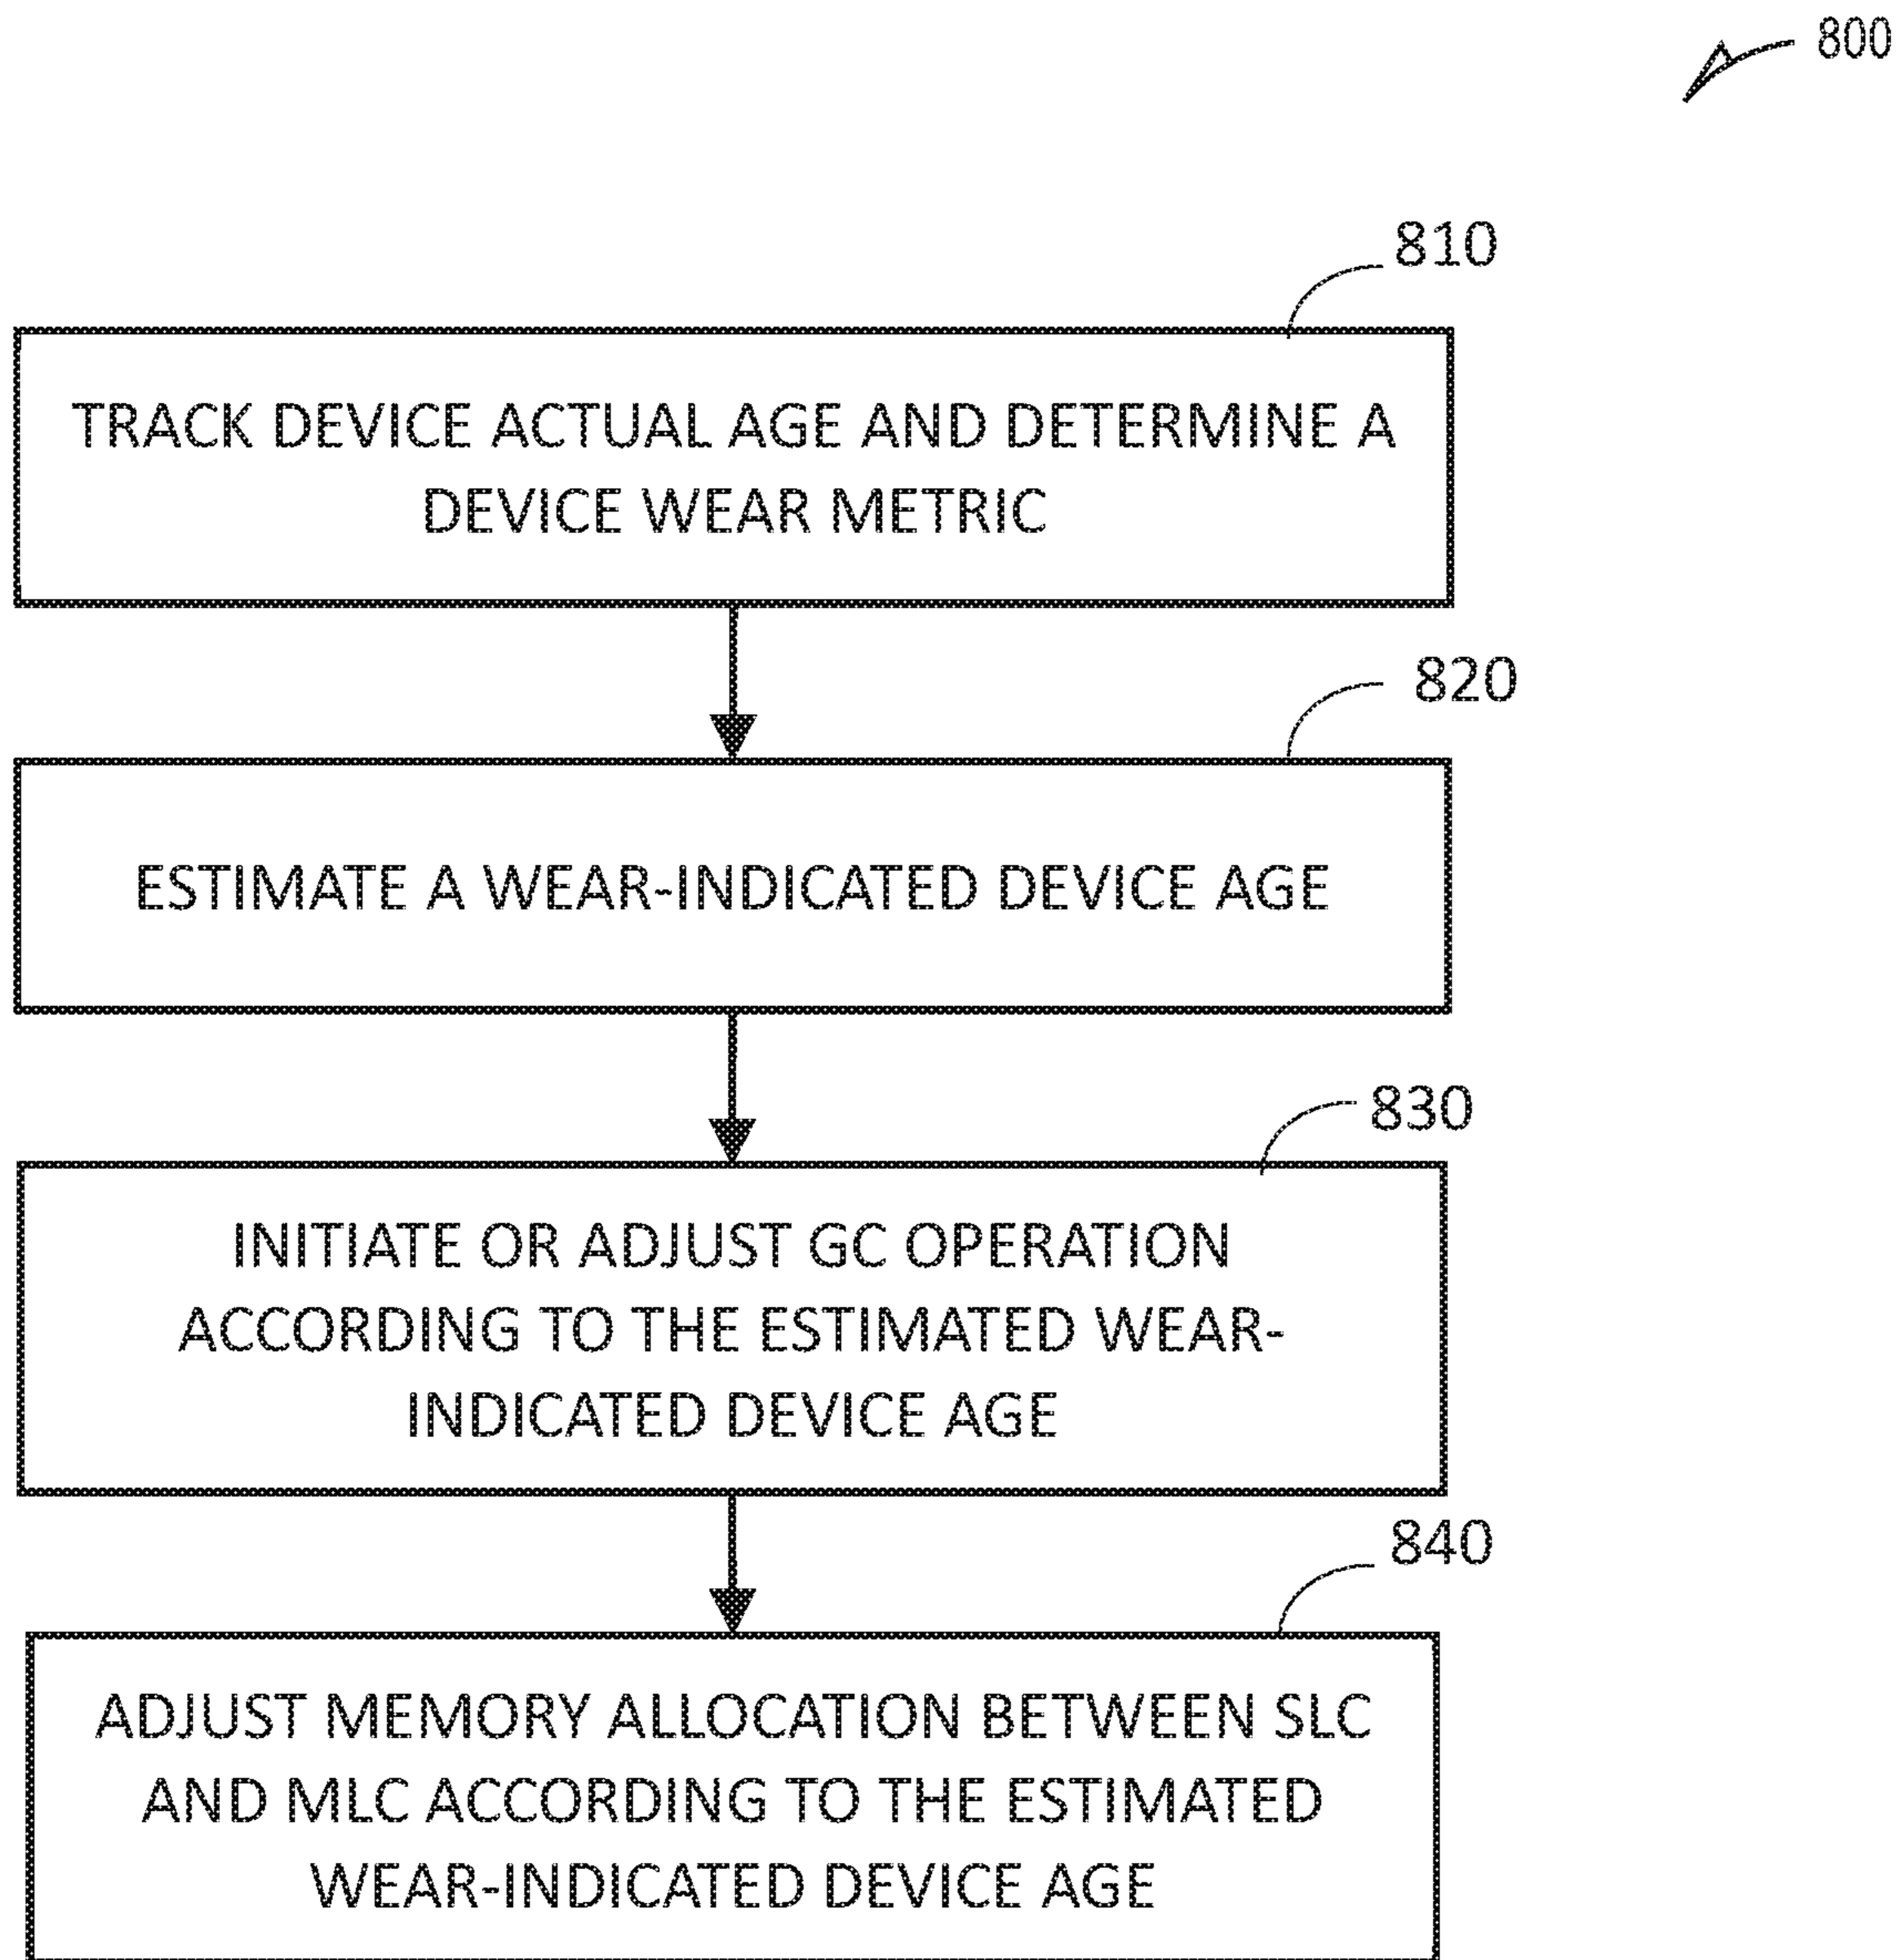 800
810
TRACK DEVICE ACTUAL AGE AND DETERMINE A
DEVICE WEAR METRIC
820
ESTIMATE A WEAR-INDICATED DEVICE AGE
830
INITIATE OR ADJUST GC OPERATION
ACCORDING TO THE ESTIMATED WEAR-
INDICATED DEVICE AGE
840
ADJUST MEMORY ALLOCATION BETWEEN SLC
AND MLC ACCORDING TO THE ESTIMATED
WEAR-INDICATED DEVICE AGE